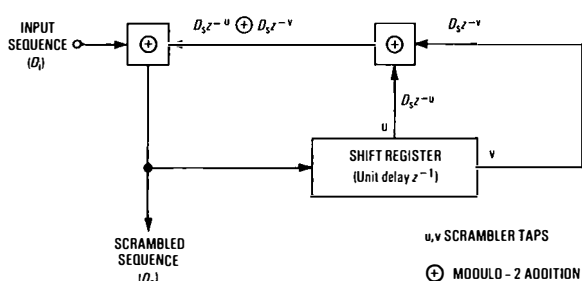 INPUT
SEQUENCE
(Dᵢ)
⊕
Dₛz⁻ᵘ ⊕ Dₛz⁻ᵛ
⊕
Dₛz⁻ᵛ
Dₛz⁻ᵘ
u
SHIFT REGISTER
(Unit delay z⁻¹)
v
SCRAMBLED
SEQUENCE
u,v SCRAMBLER TAPS
⊕ MODULO-2 ADDITION